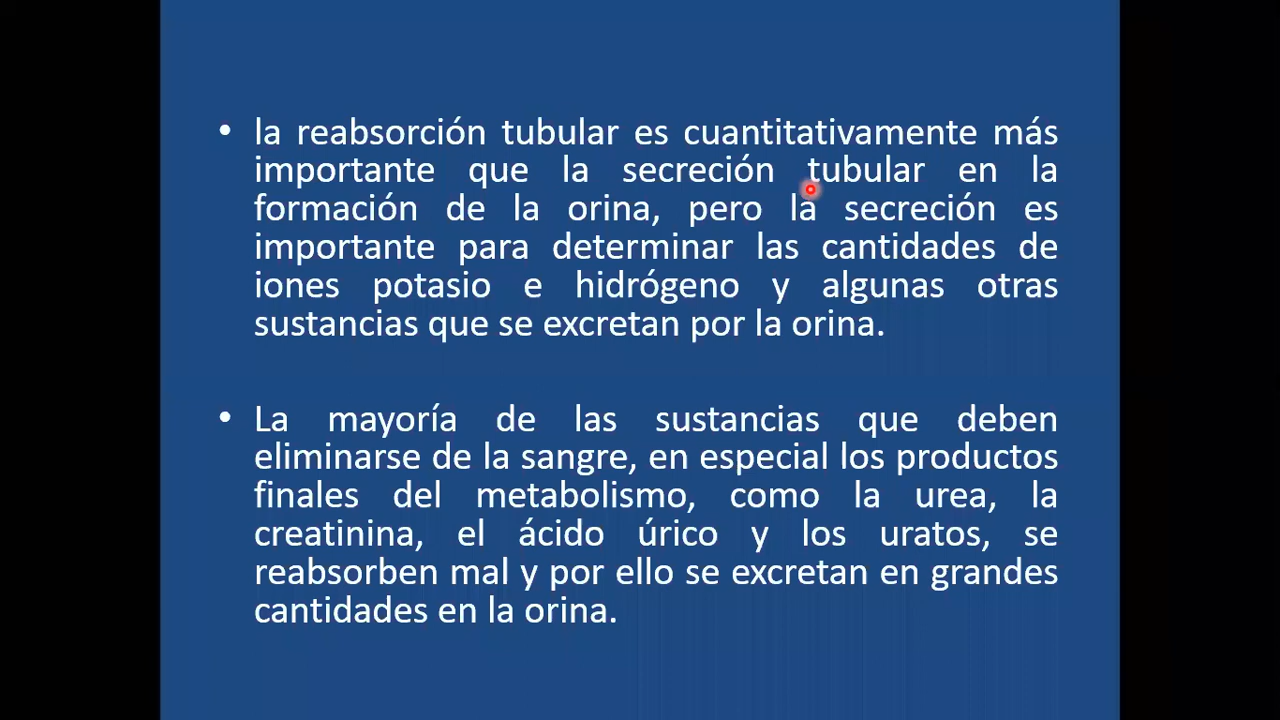 • la reabsorción tubular es cuantitativamente más
importante que la secreción tubular en la
formación de la orina, pero la secreción es
importante para determinar las cantidades de
iones potasio e hidrógeno y algunas otras
sustancias que se excretan por la orina.
• La mayoría de las sustancias que deben
eliminarse de la sangre, en especial los productos
finales del metabolismo, como la urea, la
creatinina, el ácido úrico y los uratos, se
reabsorben mal y por ello se excretan en grandes
cantidades en la orina.